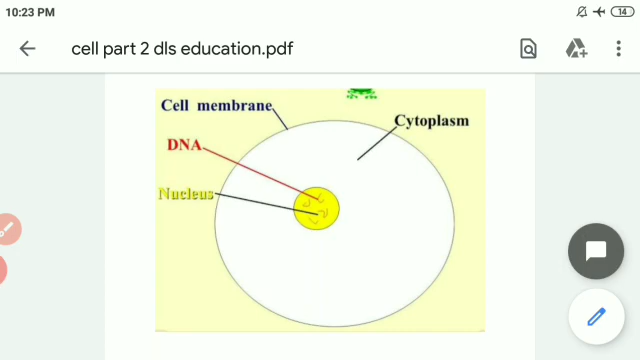 10:23 PM
14
cell part 2 dls education.pdf
Cell membrane
Cytoplasm
DNA
Nucleus